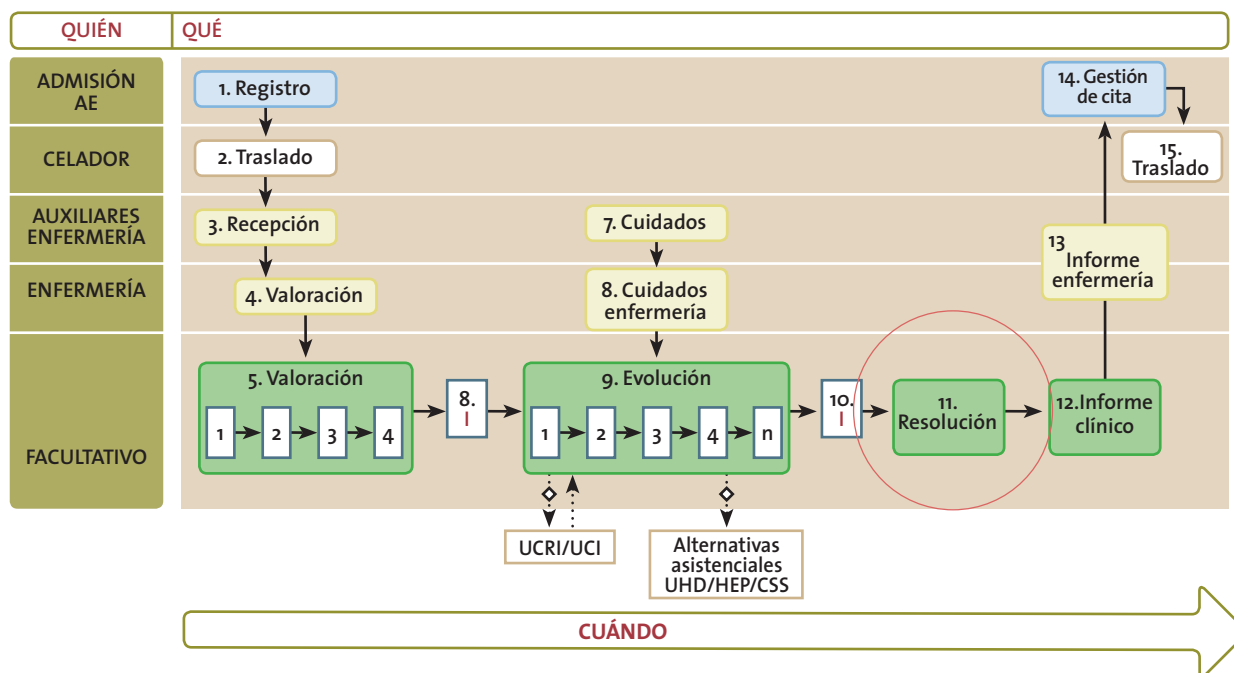 QUIÉN
QUÉ
ADMISIÓN
AE
1. Registro
14. Gestión
de cita
CELADOR
2. Traslado
15.
Traslado
AUXILIARES
ENFERMERÍA
3. Recepción
7. Cuidados
13
Informe
enfermería
ENFERMERÍA
4. Valoración
8. Cuidados
enfermería
FACULTATIVO
5. Valoración
1
2
3
4
8.
I
9. Evolución
1
2
3
4
n
10.
I
11.
Resolución
12.Informe
clínico
UCRI/UCI
Alternativas
asistenciales
UHD/HEP/CSS
CUÁNDO